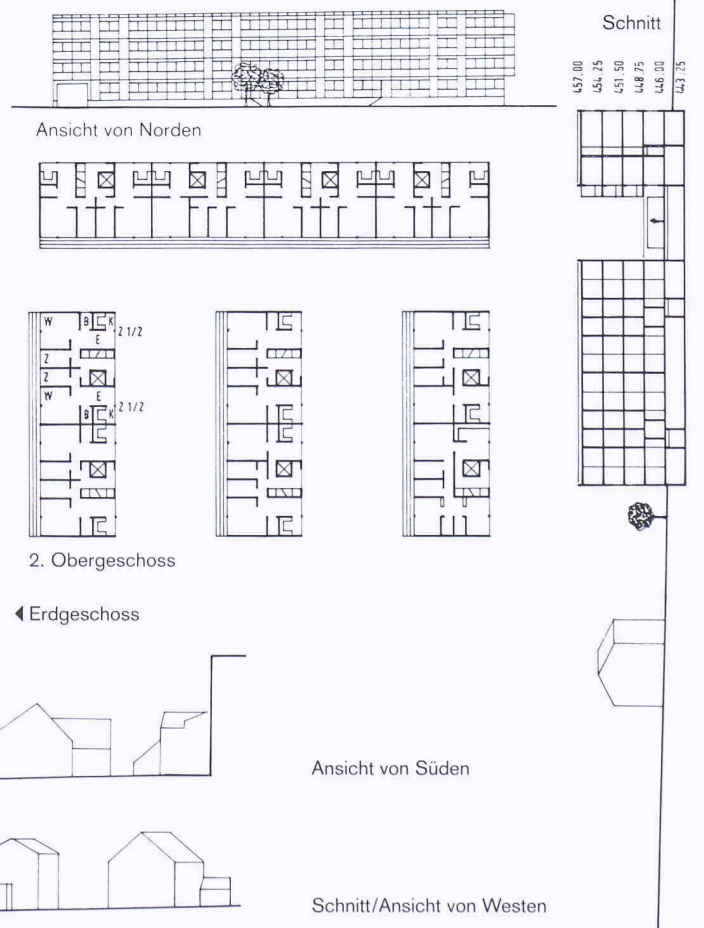 Schnitt
457.00
454.25
451.50
448.75
446.00
443.25
Ansicht von Norden
W B K 2 1/2
E
Z
Z
W E
B K 2 1/2
2. Obergeschoss
◀ Erdgeschoss
Ansicht von Süden
Schnitt/Ansicht von Westen